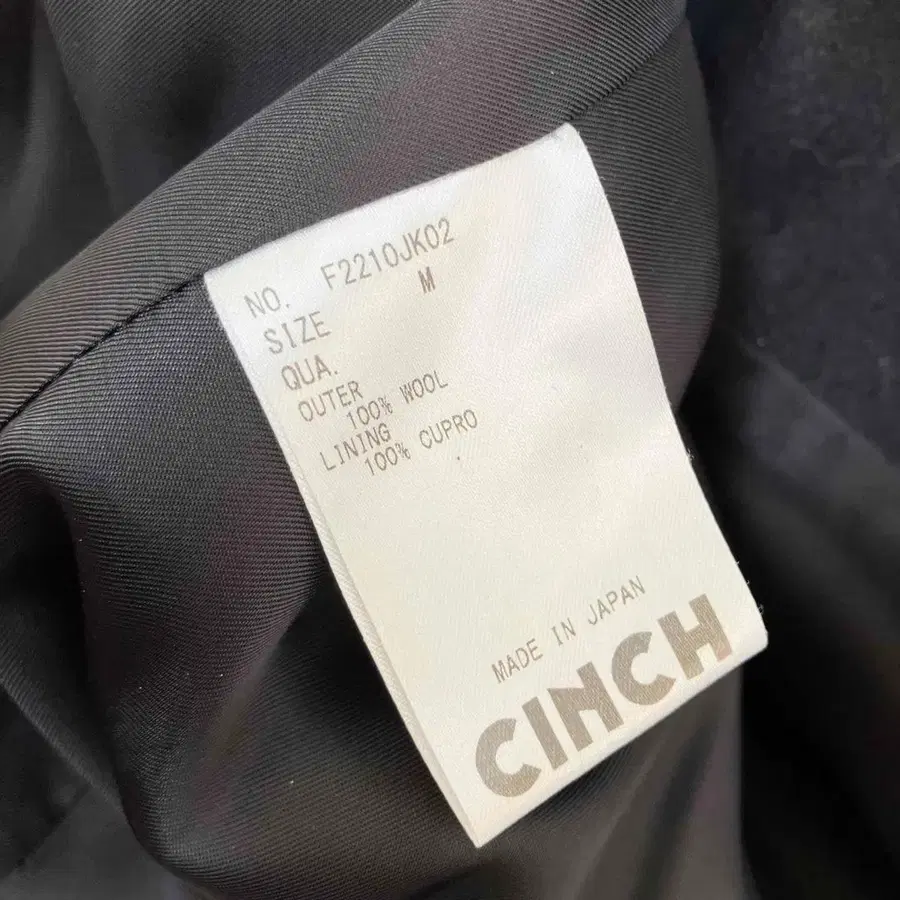 NO. F2210JK02
SIZE M
QUA.
OUTER
100% WOOL
LINING
100% CUPRO
MADE IN JAPAN
CINCH